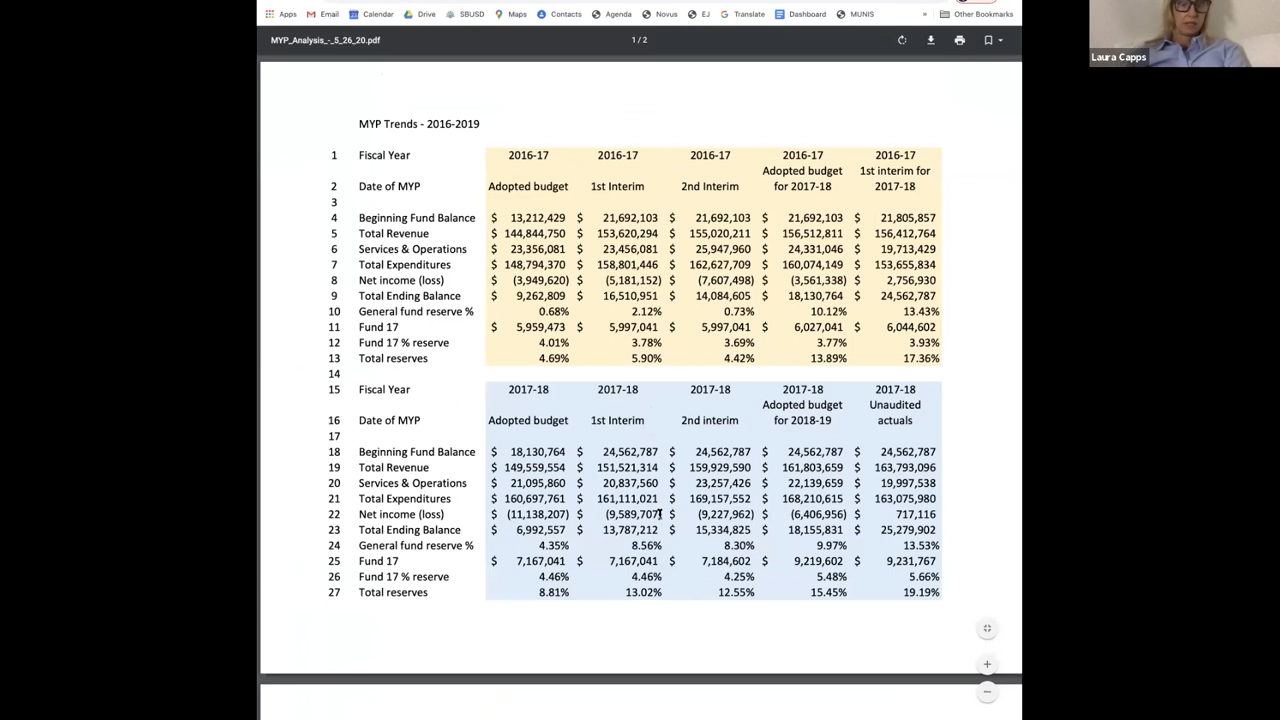 Apps Email Calendar Drive SBUSD Maps Contacts Agenda Novus EJ Translate Dashboard MUNIS » Other Bookmarks
MYP_Analysis_-_5_26_20.pdf 1 / 2
Laura Capps
MYP Trends - 2016-2019
1 Fiscal Year 2016-17 2016-17 2016-17 2016-17 2016-17
Adopted budget 1st interim for
2 Date of MYP Adopted budget 1st Interim 2nd Interim for 2017-18 2017-18
3
4 Beginning Fund Balance $ 13,212,429 $ 21,692,103 $ 21,692,103 $ 21,692,103 $ 21,805,857
5 Total Revenue $ 144,844,750 $ 153,620,294 $ 155,020,211 $ 156,512,811 $ 156,412,764
6 Services & Operations $ 23,356,081 $ 23,456,081 $ 25,947,960 $ 24,331,046 $ 19,713,429
7 Total Expenditures $ 148,794,370 $ 158,801,446 $ 162,627,709 $ 160,074,149 $ 153,655,834
8 Net income (loss) $ (3,949,620) $ (5,181,152) $ (7,607,498) $ (3,561,338) $ 2,756,930
9 Total Ending Balance $ 9,262,809 $ 16,510,951 $ 14,084,605 $ 18,130,764 $ 24,562,787
10 General fund reserve % 0.68% 2.12% 0.73% 10.12% 13.43%
11 Fund 17 $ 5,959,473 $ 5,997,041 $ 5,997,041 $ 6,027,041 $ 6,044,602
12 Fund 17 % reserve 4.01% 3.78% 3.69% 3.77% 3.93%
13 Total reserves 4.69% 5.90% 4.42% 13.89% 17.36%
14
15 Fiscal Year 2017-18 2017-18 2017-18 2017-18 2017-18
Adopted budget Unaudited
16 Date of MYP Adopted budget 1st Interim 2nd interim for 2018-19 actuals
17
18 Beginning Fund Balance $ 18,130,764 $ 24,562,787 $ 24,562,787 $ 24,562,787 $ 24,562,787
19 Total Revenue $ 149,559,554 $ 151,521,314 $ 159,929,590 $ 161,803,659 $ 163,793,096
20 Services & Operations $ 21,095,860 $ 20,837,560 $ 23,257,426 $ 22,139,659 $ 19,997,538
21 Total Expenditures $ 160,697,761 $ 161,111,021 $ 169,157,552 $ 168,210,615 $ 163,075,980
22 Net income (loss) $ (11,138,207) $ (9,589,707) $ (9,227,962) $ (6,406,956) $ 717,116
23 Total Ending Balance $ 6,992,557 $ 13,787,212 $ 15,334,825 $ 18,155,831 $ 25,279,902
24 General fund reserve % 4.35% 8.56% 8.30% 9.97% 13.53%
25 Fund 17 $ 7,167,041 $ 7,167,041 $ 7,184,602 $ 9,219,602 $ 9,231,767
26 Fund 17 % reserve 4.46% 4.46% 4.25% 5.48% 5.66%
27 Total reserves 8.81% 13.02% 12.55% 15.45% 19.19%